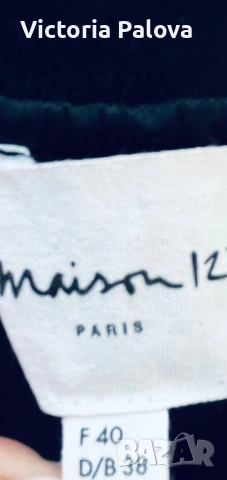 Victoria Palova
maison 12
PARIS
F 40
D/B 38
BAZAR